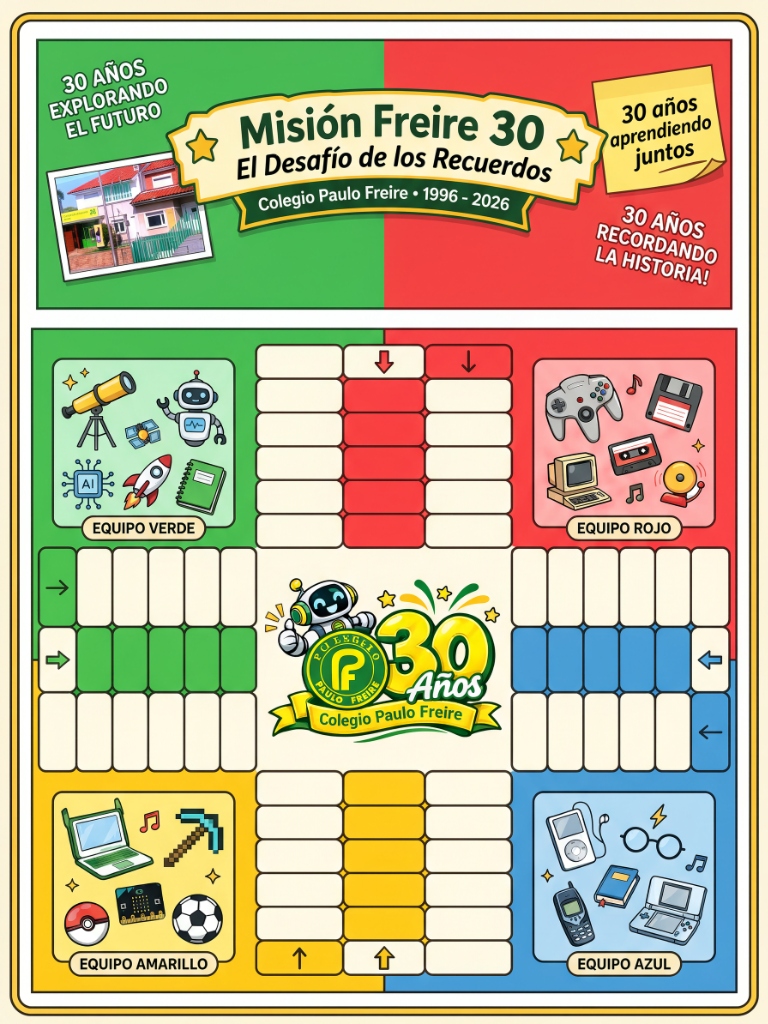 30 AÑOS
EXPLORANDO
EL FUTURO
Misión Freire 30
El Desafío de los Recuerdos
Colegio Paulo Freire • 1996 - 2026
30 años
aprendiendo
juntos
30 AÑOS
RECORDANDO
LA HISTORIA!
AI
EQUIPO VERDE
EQUIPO ROJO
PF
PAULO FREIRE
30
Años
Colegio Paulo Freire
EQUIPO AMARILLO
EQUIPO AZUL